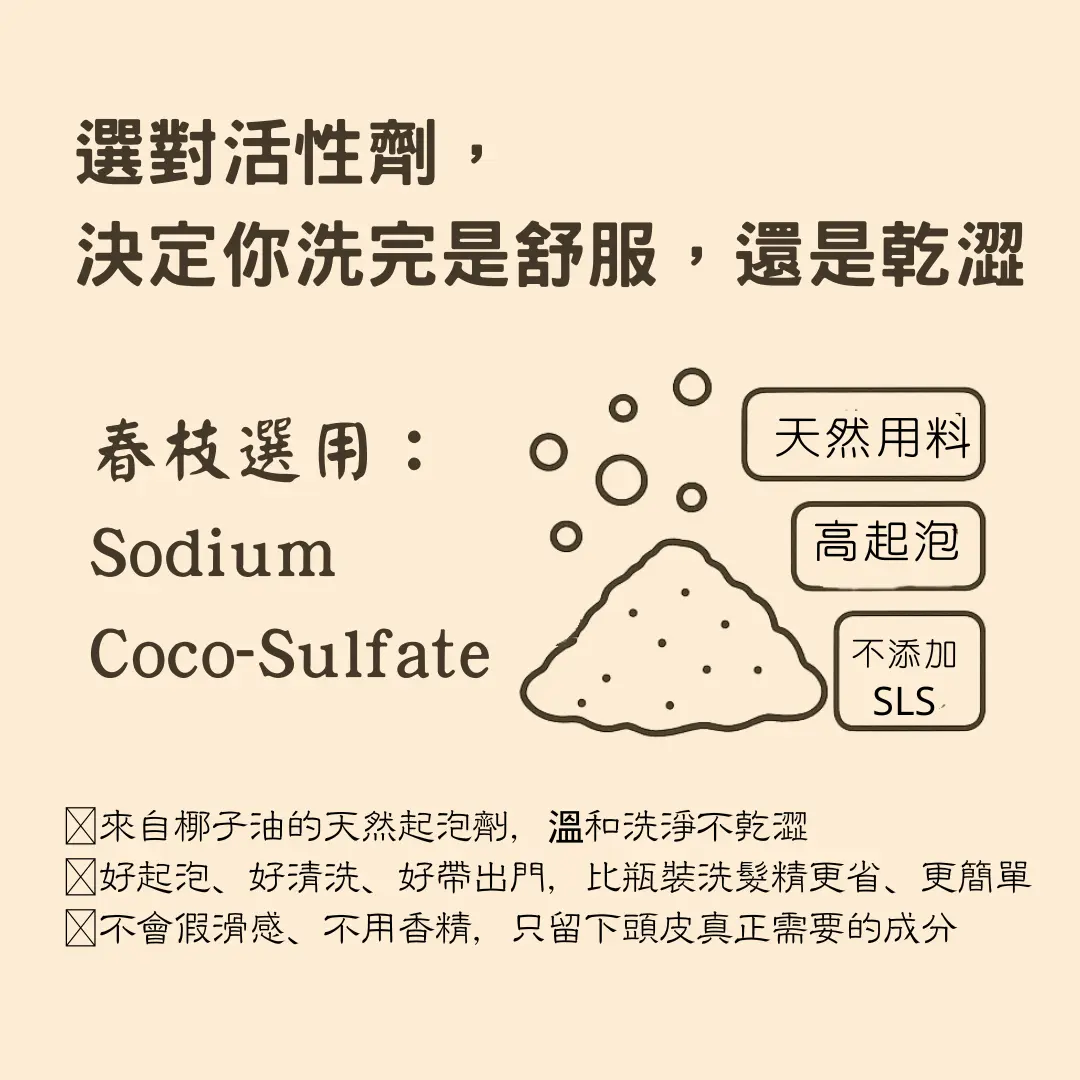 選對活性劑，
決定你洗完是舒服，還是乾澀
春枝選用：
Sodium
Coco-Sulfate
天然用料
高起泡
不添加
SLS
來自椰子油的天然起泡劑，溫和洗淨不乾澀
好起泡、好清洗、好帶出門，比瓶裝洗髮精更省、更簡單
不會假滑感、不用香精，只留下頭皮真正需要的成分